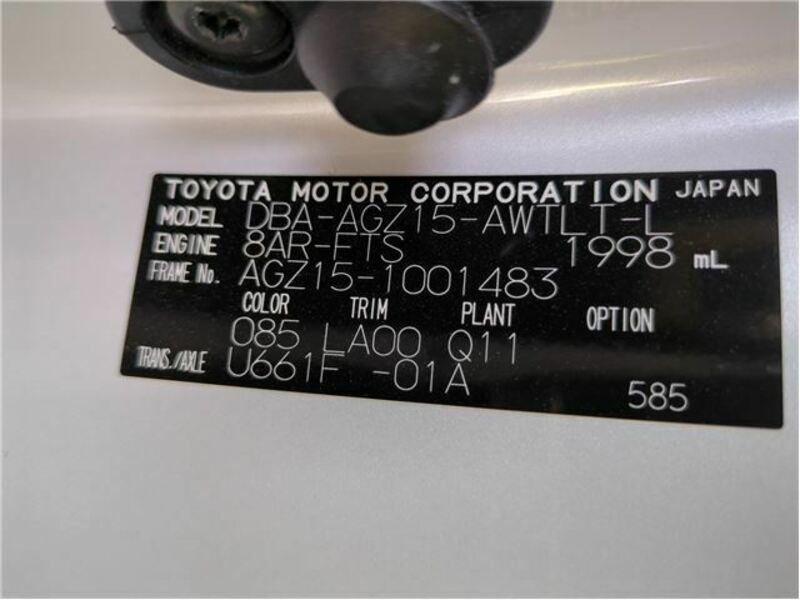 TOYOTA MOTOR CORPORATION JAPAN
MODEL DBA-AGZ15-AWTLT-L
ENGINE 8AR-FTS 1998 mL
FRAME No. AGZ15-1001483
COLOR TRIM PLANT OPTION
085 LA00 Q11
TRANS./AXLE U661F -01A 585